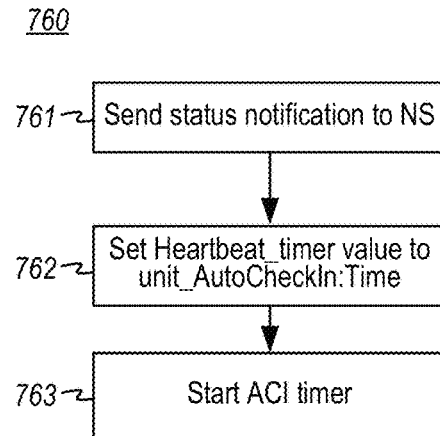 760
761 Send status notification to NS
762 Set Heartbeat_timer value to
unit_AutoCheckIn:Time
763 Start ACI timer